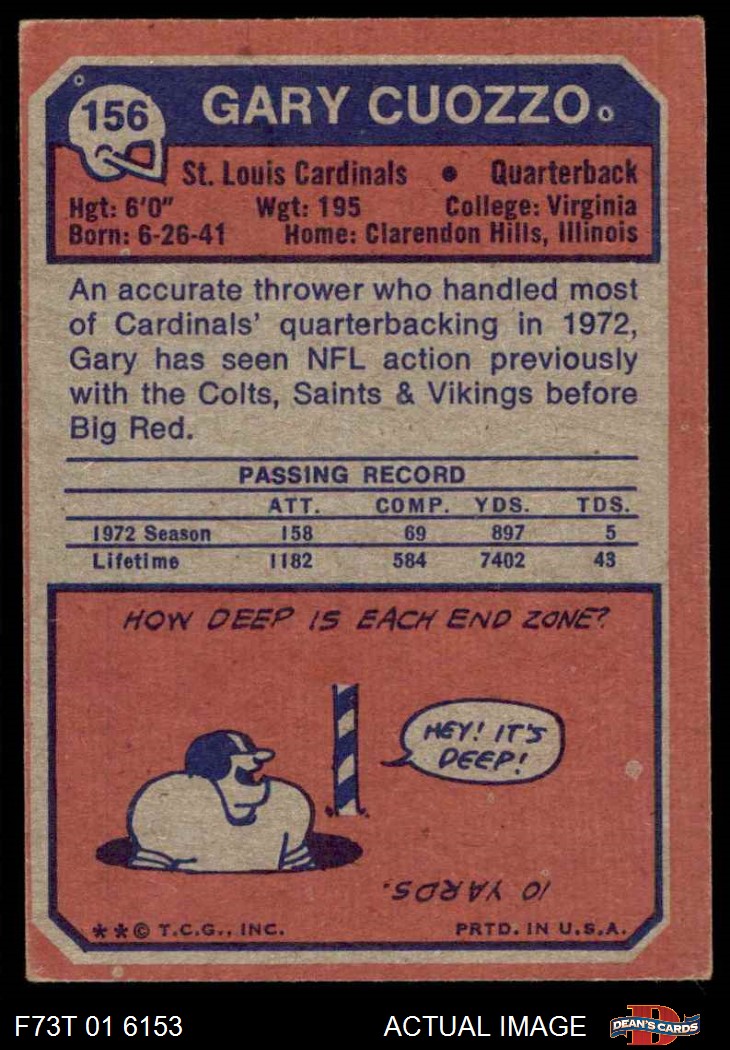 156
GARY CUOZZO
St. Louis Cardinals • Quarterback
Hgt: 6'0" Wgt: 195 College: Virginia
Born: 6-26-41 Home: Clarendon Hills, Illinois
An accurate thrower who handled most
of Cardinals' quarterbacking in 1972,
Gary has seen NFL action previously
with the Colts, Saints & Vikings before
Big Red.
PASSING RECORD
ATT. COMP. YDS. TDS.
1972 Season 158 69 897 5
Lifetime 1182 584 7402 43
HOW DEEP IS EACH END ZONE?
HEY! IT'S
DEEP!
10 YARDS.
**© T.C.G., INC. PRTD. IN U.S.A.
F73T 01 6153 ACTUAL IMAGE
D
DEAN'S CARDS